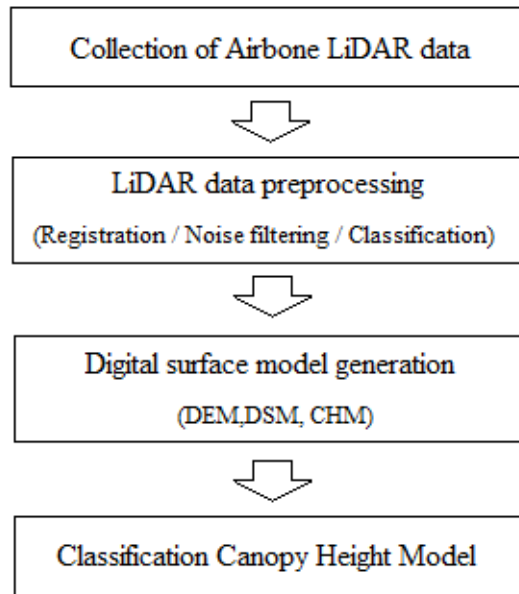 Collection of Airbone LiDAR data
LiDAR data preprocessing
(Registration / Noise filtering / Classification)
Digital surface model generation
(DEM,DSM, CHM)
Classification Canopy Height Model